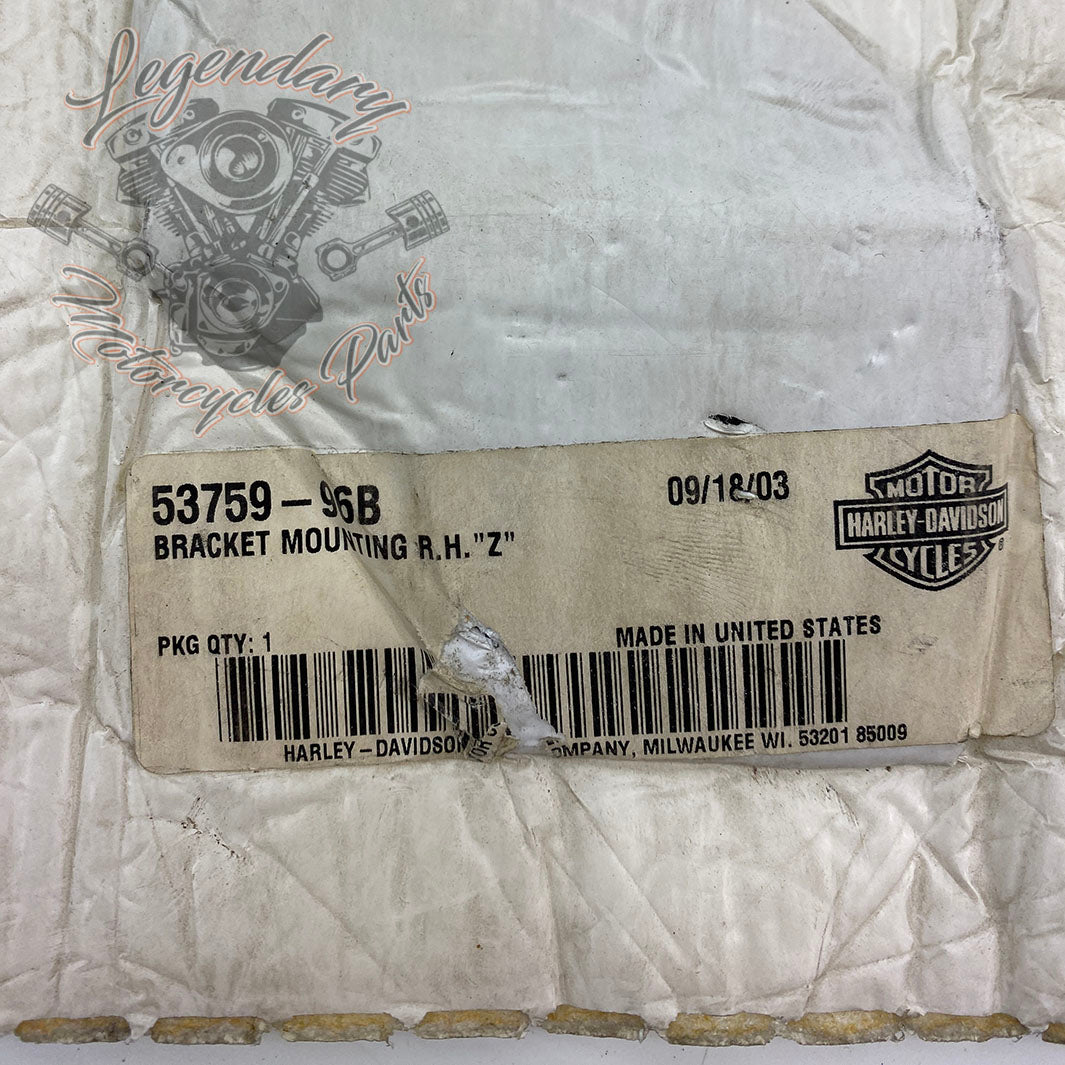 Legendary
Motorcycles Parts
53759-96B
09/18/03
BRACKET MOUNTING R.H."Z"
MOTOR
HARLEY-DAVIDSON
CYCLES
®
PKG QTY: 1
MADE IN UNITED STATES
HARLEY-DAVIDSON
OMPANY, MILWAUKEE WI. 53201 85009